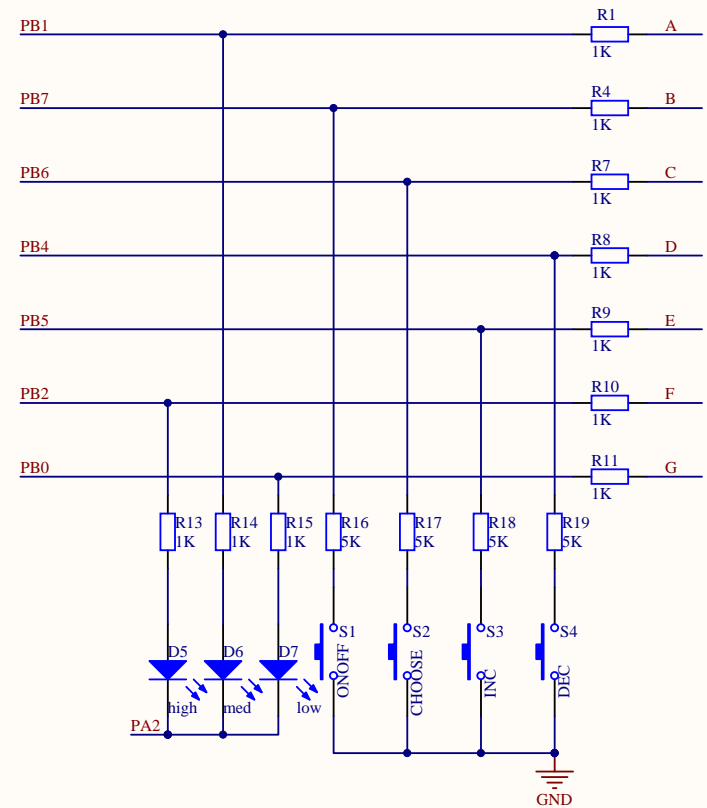 R1
PB1 A
1K
R4
PB7 B
1K
R7
PB6 C
1K
R8
PB4 D
1K
R9
PB5 E
1K
R10
PB2 F
1K
R11
PB0 G
1K
R13 R14 R15 R16 R17 R18 R19
1K 1K 1K 5K 5K 5K 5K
S1 S2 S3 S4
D5 D6 D7
ONOFF CHOOSE INC DEC
high med low
PA2
GND